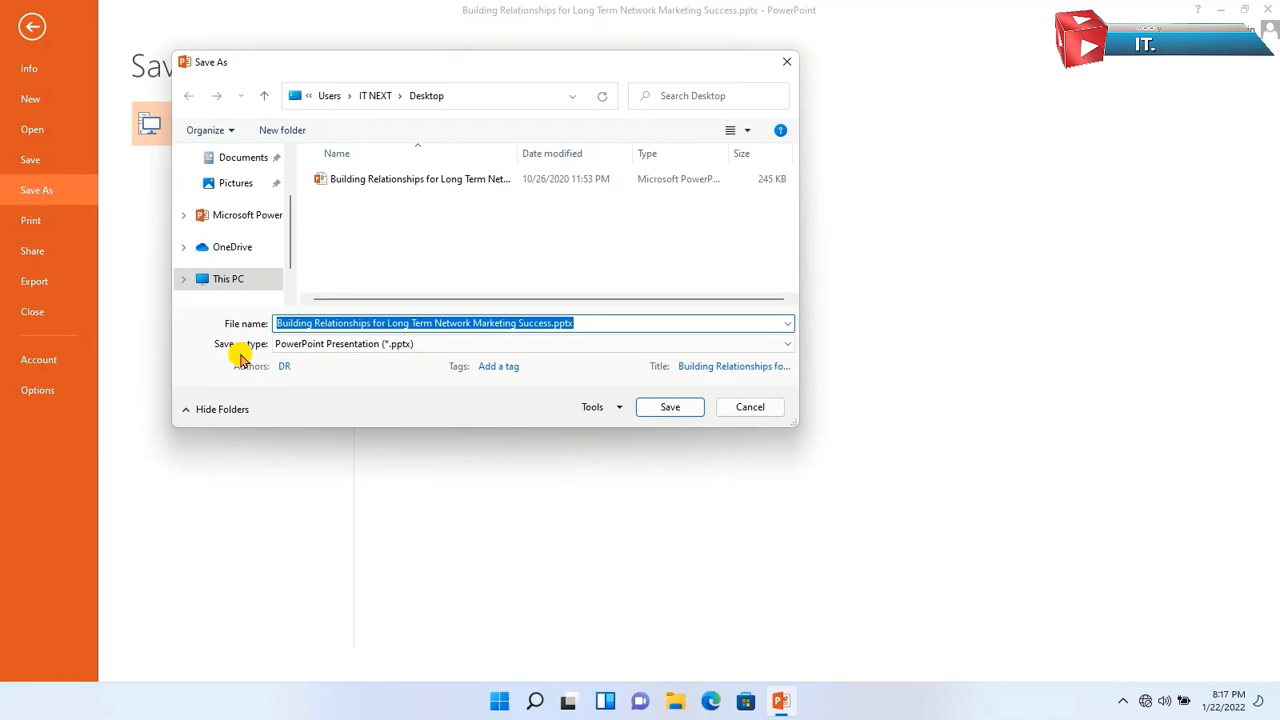 Building Relationships for Long Term Network Marketing Success.pptx - PowerPoint
?
IT.
Info
New
Open
Save
Save As
Print
Share
Export
Close
Account
Options
Sav
Save As
Users > IT NEXT > Desktop
Search Desktop
Organize
New folder
?
Documents
Pictures
Microsoft Power
OneDrive
This PC
Name Date modified Type Size
Building Relationships for Long Term Net... 10/26/2020 11:53 PM Microsoft PowerP... 245 KB
File name: Building Relationships for Long Term Network Marketing Success.pptx
Save type: PowerPoint Presentation (*.pptx)
Authors: DR Tags: Add a tag Title: Building Relationships fo...
Hide Folders
Tools
Save
Cancel
8:17 PM
1/22/2022